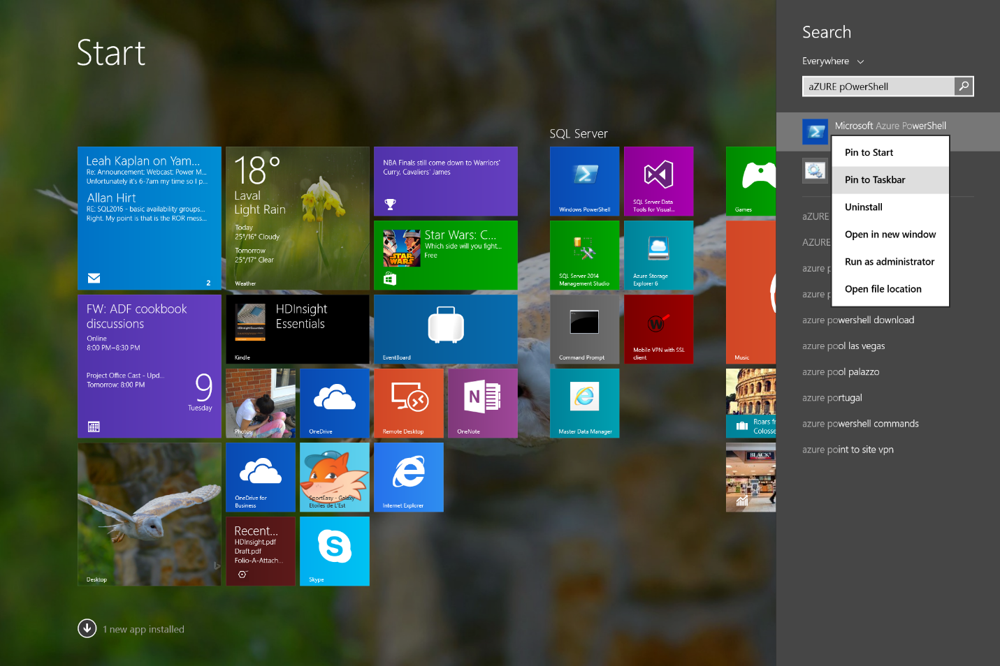 Start
Leah Kaplan on Yam...
Re: Announcement: Webcast: Power M...
Unfortunately it's 6-7am my time so I p...
Allan Hirt
RE: SQL2016 - basic availability groups...
Right. My point is that is the ROR mess...
2
18°
Laval
Light Rain
Today
25°/16° Cloudy
Tomorrow
25°/17° Clear
Weather
NBA Finals still come down to Warriors'
Curry, Cavaliers' James
Star Wars: C...
Which side will you fight...
Free
STAR WARS
FW: ADF cookbook
discussions
Online
8:00 PM–8:30 PM
Project Office Cast - Upd...
Tomorrow: 8:00 PM
9
Tuesday
HDInsight
Essentials
HDInsight Essentials
Kindle
EventBoard
Photos
OneDrive
Remote Desktop
N
OneNote
Desktop
OneDrive for
Business
SportEasy - Galaxy
Etoiles de L'Est
Internet Explorer
Recent...
HDInsight.pdf
Draft.pdf
Folio-A-Attach...
S
Skype
1 new app installed
SQL Server
Windows PowerShell
SQL Server Data
Tools for Visual...
SQL Server 2014
Management Studio
Azure Storage
Explorer 6
Command Prompt
W
Mobile VPN with SSL
client
Master Data Manager
Games
Music
Roars f
Colosse
BLACK'
Search
Everywhere
aZURE pOwerShell
Microsoft Azure PowerShell
Pin to Start
Pin to Taskbar
Uninstall
Open in new window
Run as administrator
Open file location
aZURE
AZURE
azure p
azure p
azure powershell download
azure pool las vegas
azure pool palazzo
azure portugal
azure powershell commands
azure point to site vpn